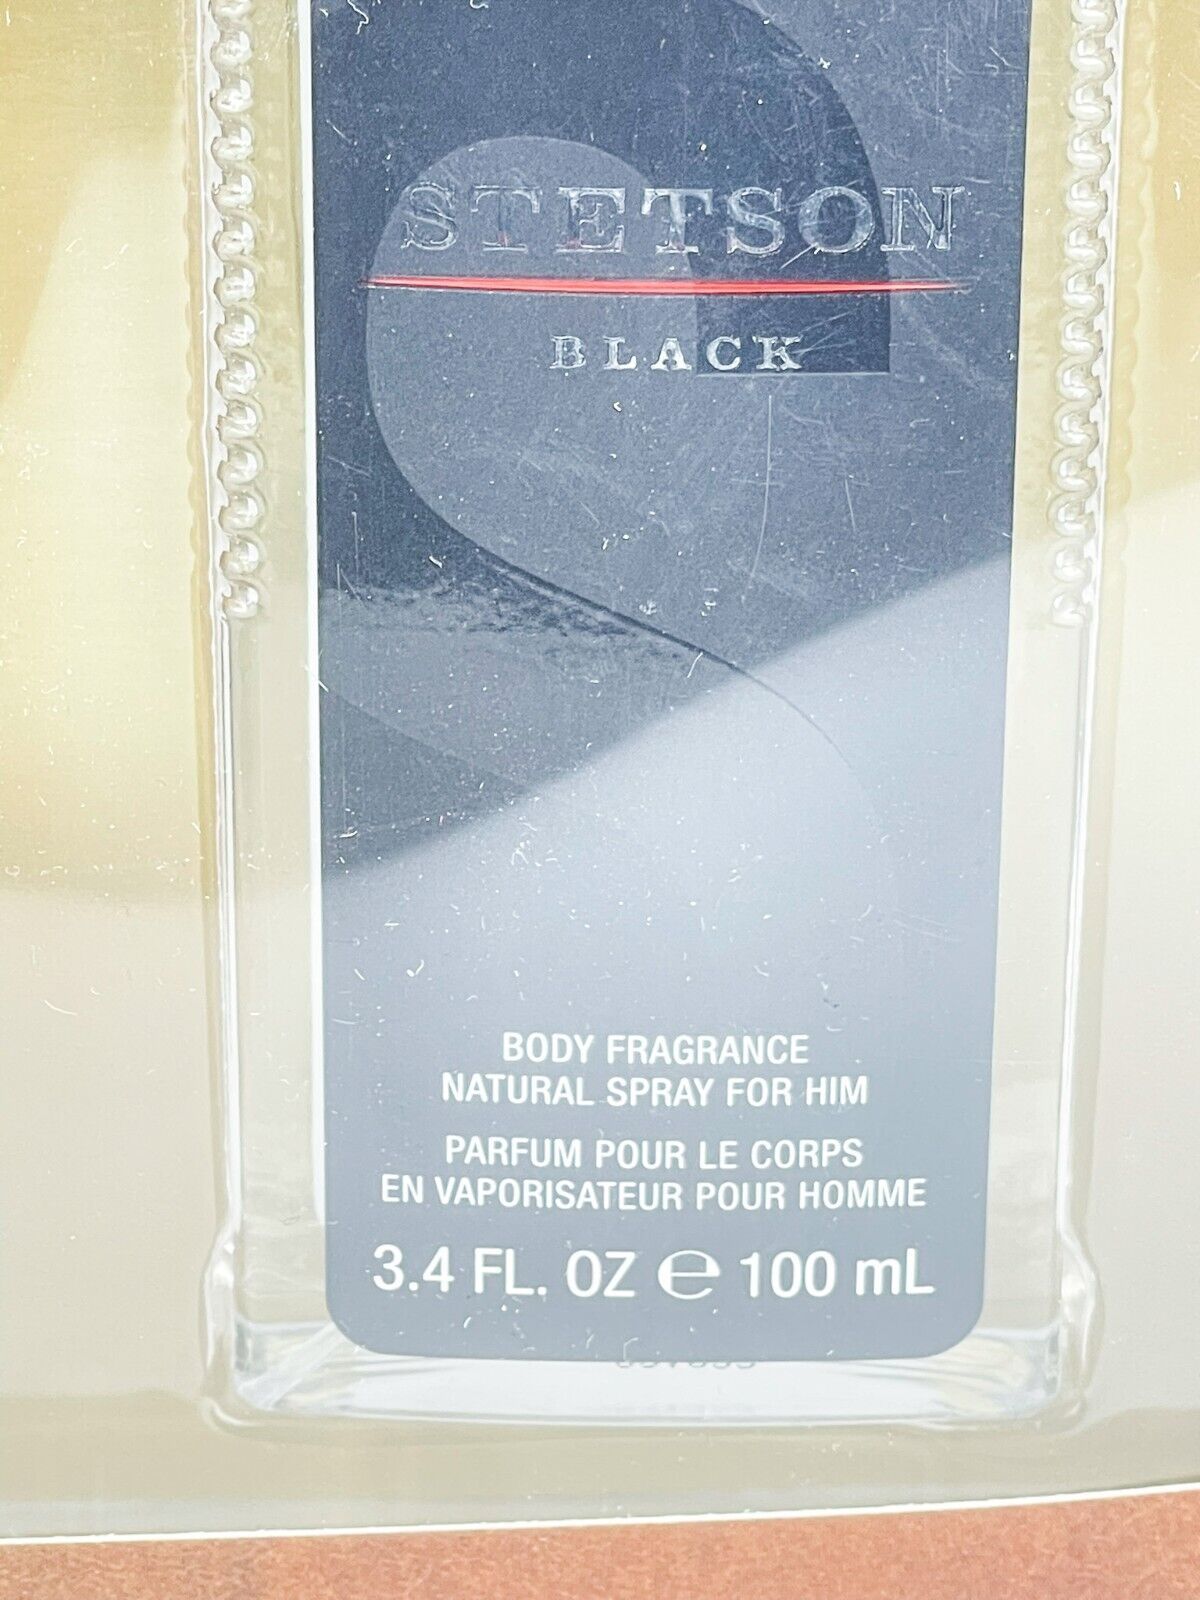 STETSON
BLACK
BODY FRAGRANCE
NATURAL SPRAY FOR HIM
PARFUM POUR LE CORPS
EN VAPORISATEUR POUR HOMME
3.4 FL. OZ ℮ 100 mL